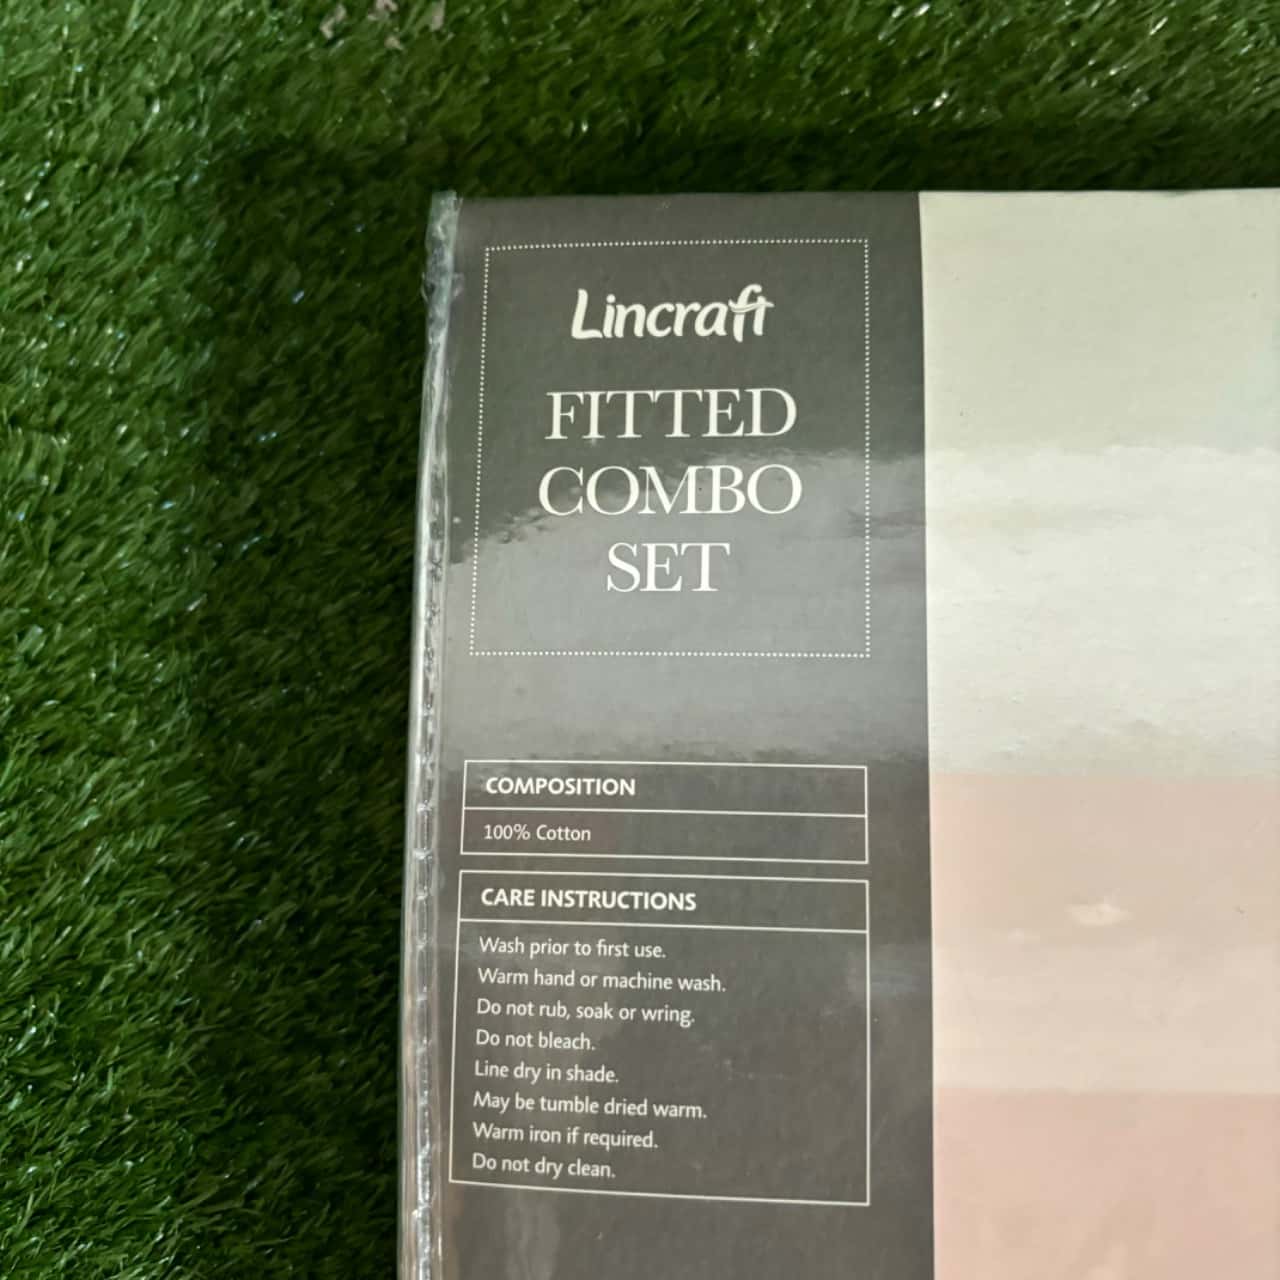 Lincraft
FITTED
COMBO
SET
COMPOSITION
100% Cotton
CARE INSTRUCTIONS
Wash prior to first use.
Warm hand or machine wash.
Do not rub, soak or wring.
Do not bleach.
Line dry in shade.
May be tumble dried warm.
Warm iron if required.
Do not dry clean.